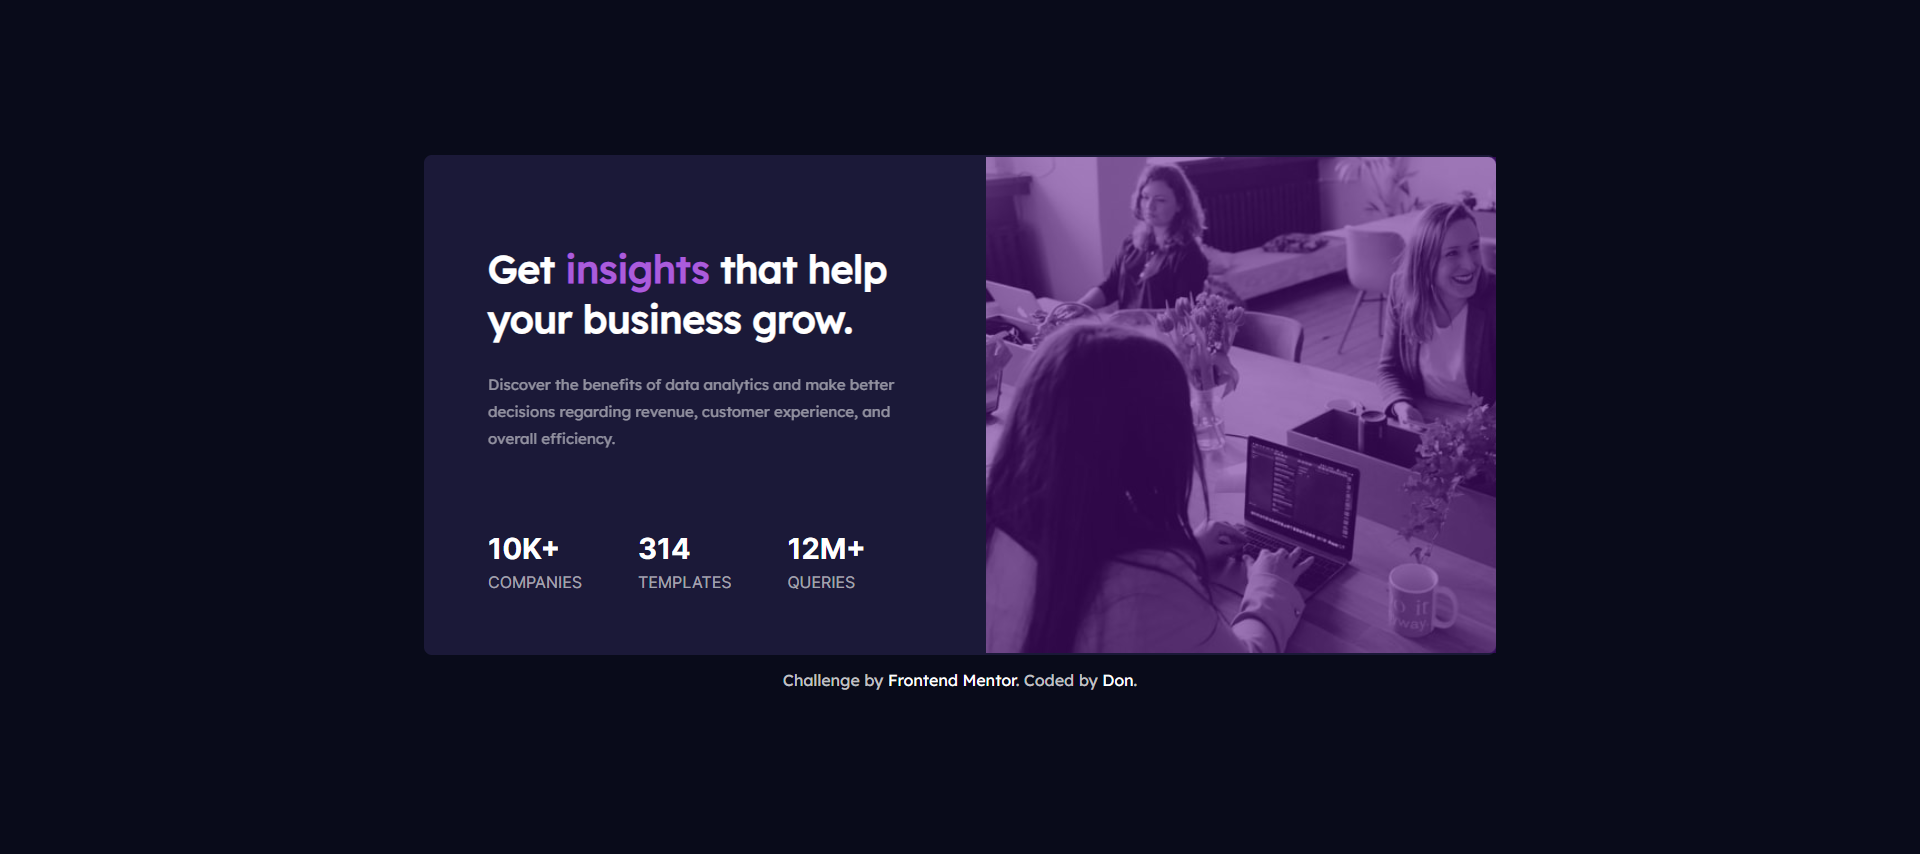 Get insights that help
your business grow.
Discover the benefits of data analytics and make better
decisions regarding revenue, customer experience, and
overall efficiency.
10K+ 314 12M+
COMPANIES TEMPLATES QUERIES
Challenge by Frontend Mentor. Coded by Don.